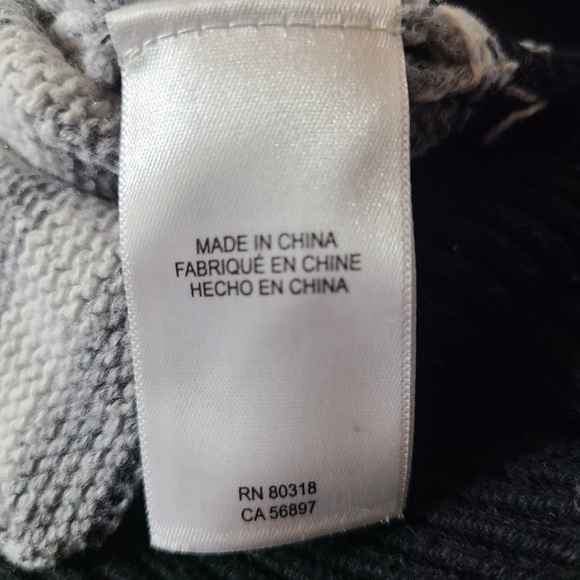 MADE IN CHINA
FABRIQUÉ EN CHINE
HECHO EN CHINA
RN 80318
CA 56897